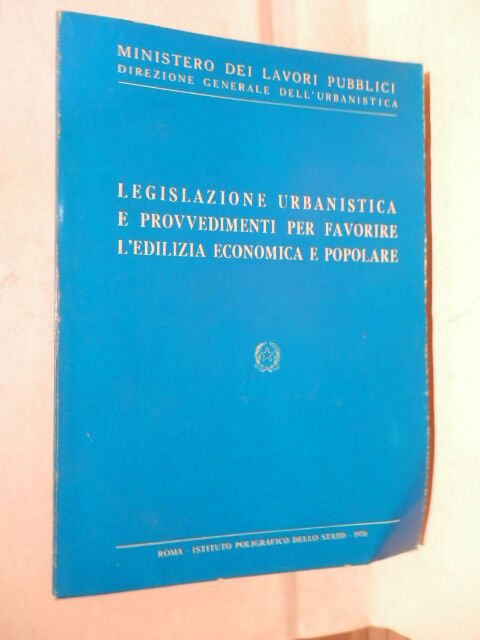 MINISTERO DEI LAVORI PUBBLICI
DIREZIONE GENERALE DELL'URBANISTICA
LEGISLAZIONE URBANISTICA
E PROVVEDIMENTI PER FAVORIRE
L'EDILIZIA ECONOMICA E POPOLARE
ROMA - ISTITUTO POLIGRAFICO DELLO STATO - 1976